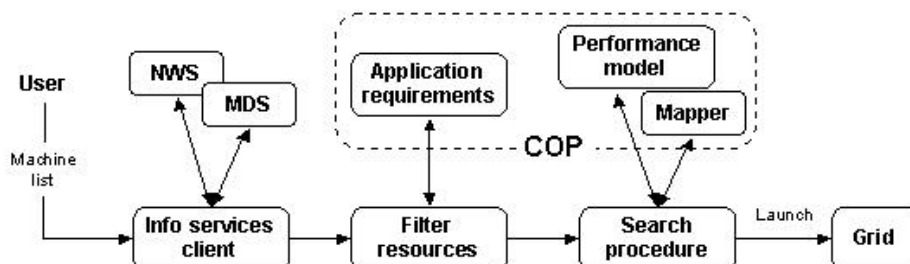 User
NWS
MDS
Application
requirements
Performance
model
Mapper
COP
Machine
list
Info services
client
Filter
resources
Search
procedure
Launch
Grid